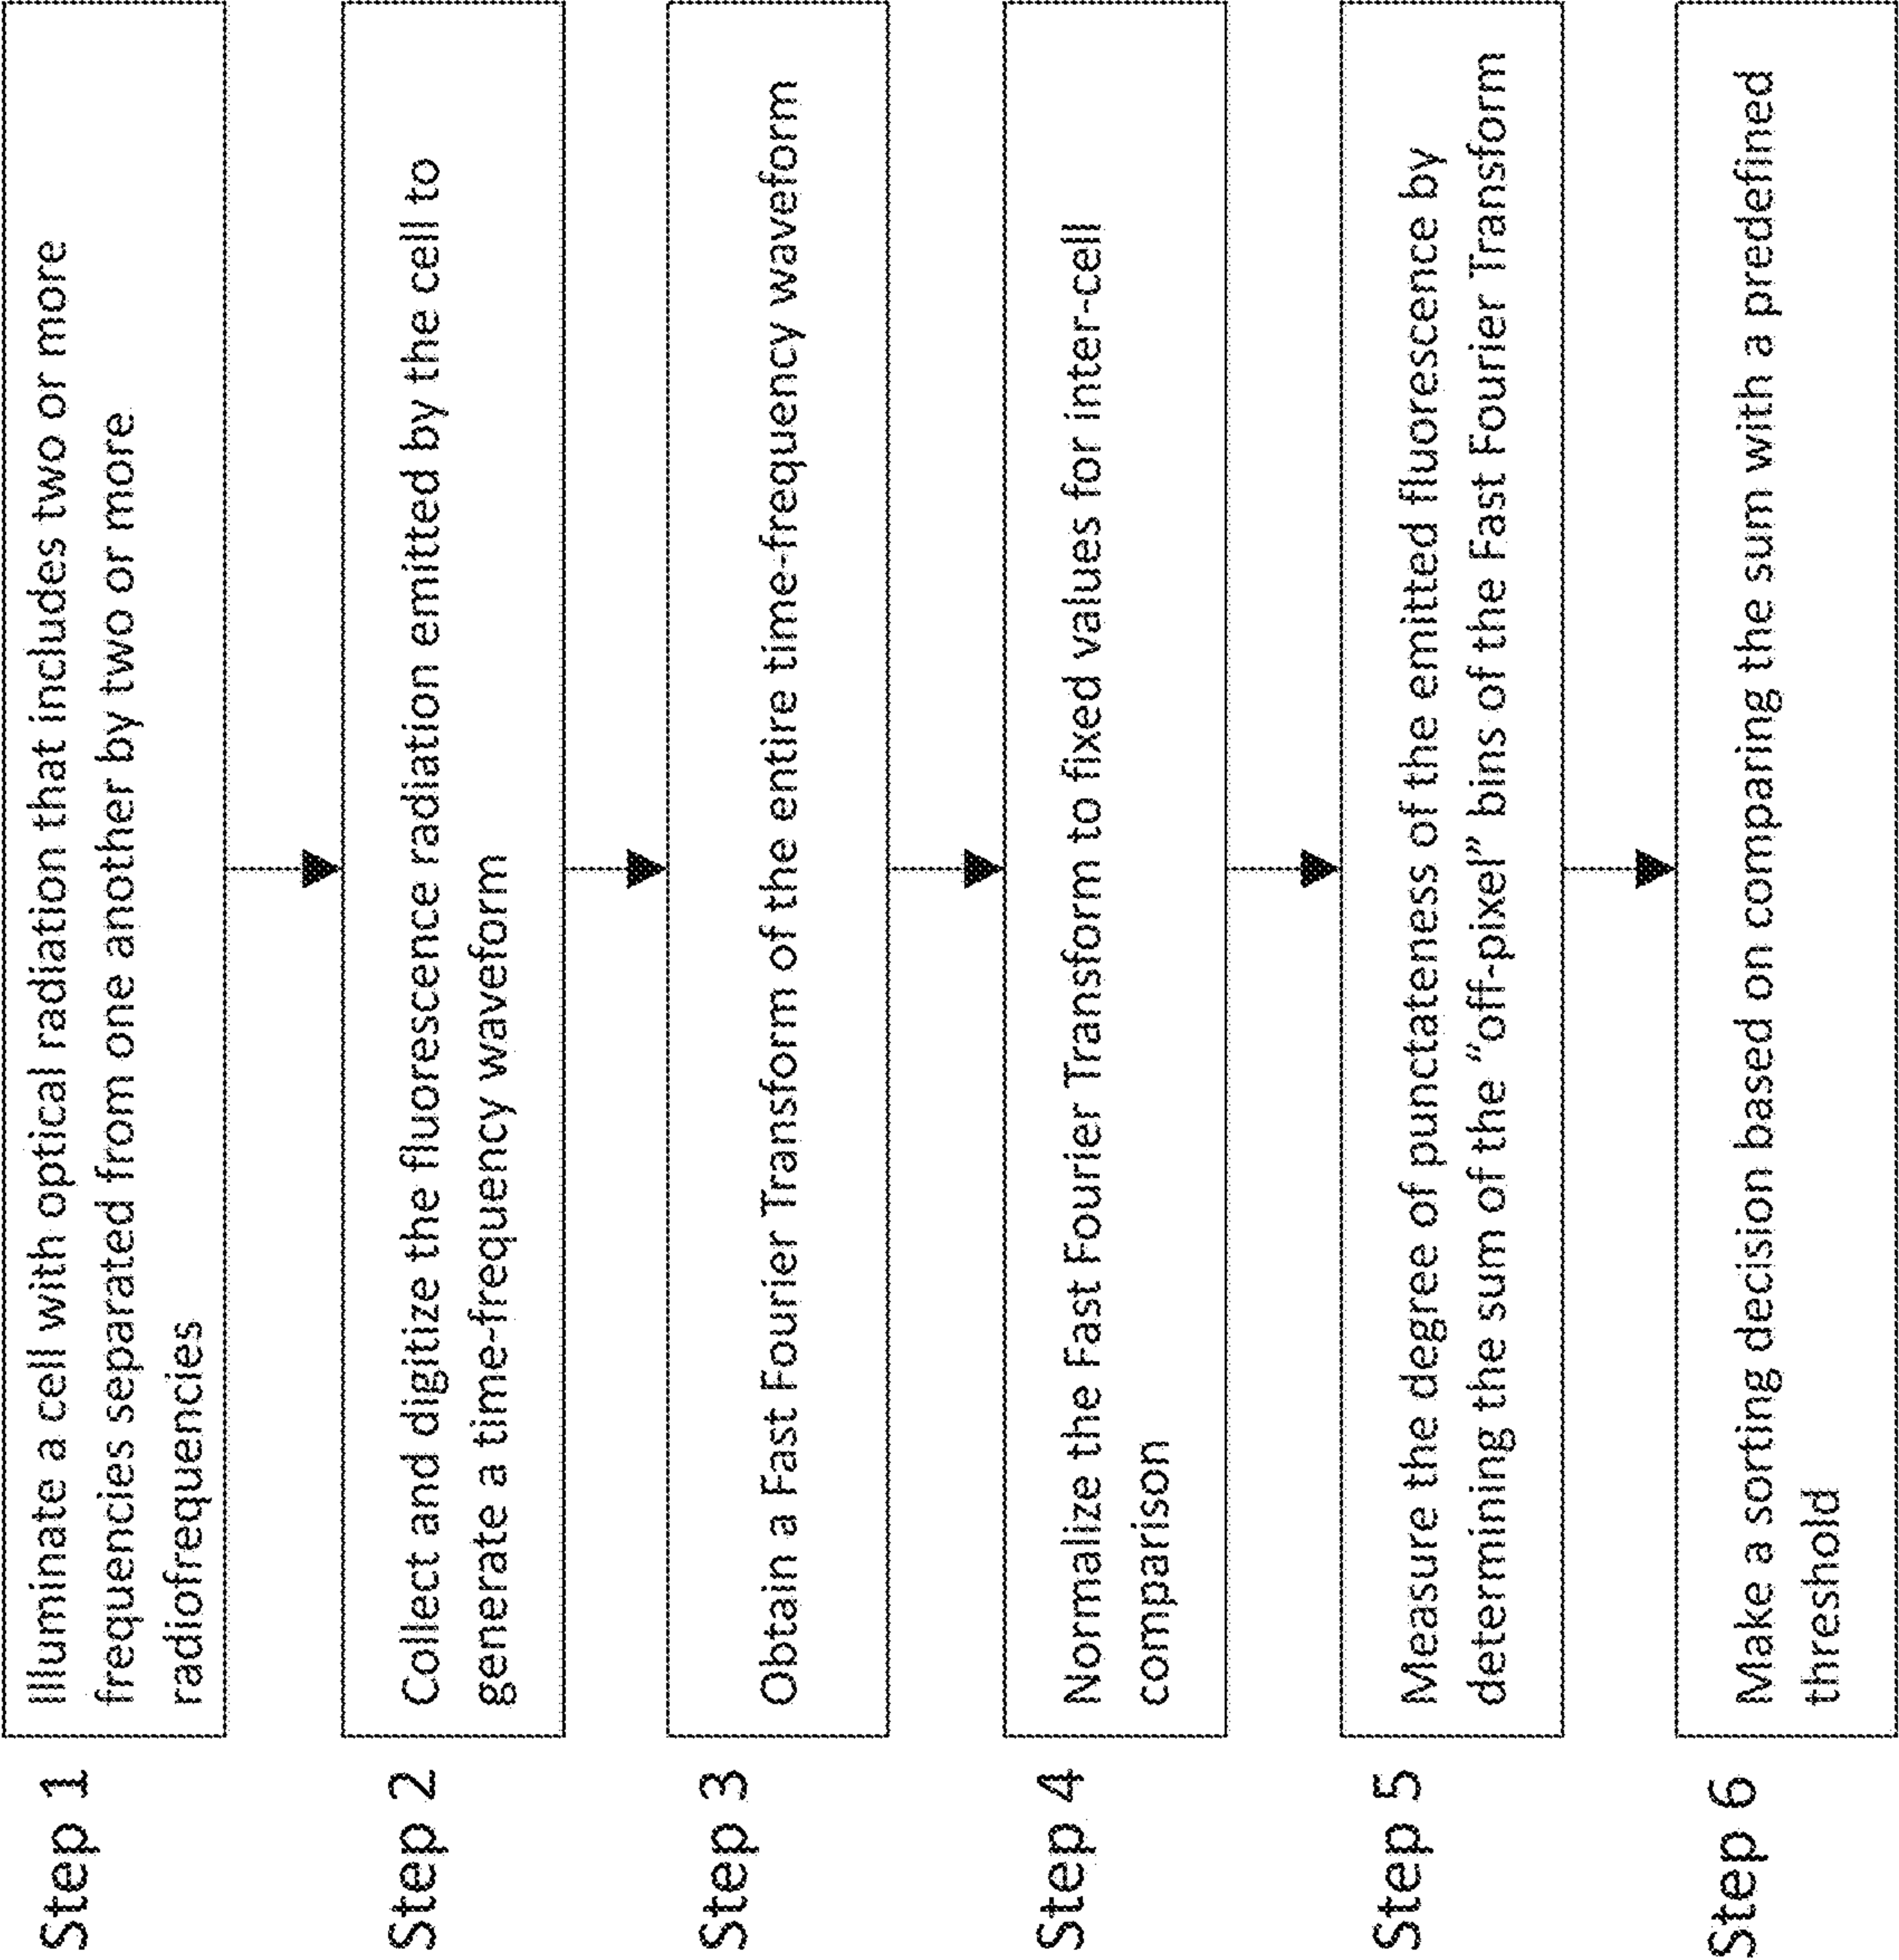 Step 1
Illuminate a cell with optical radiation that includes two or more
frequencies separated from one another by two or more
radiofrequencies
Step 2
Collect and digitize the fluorescence radiation emitted by the cell to
generate a time-frequency waveform
Step 3
Obtain a Fast Fourier Transform of the entire time-frequency waveform
Step 4
Normalize the Fast Fourier Transform to fixed values for inter-cell
comparison
Step 5
Measure the degree of punctateness of the emitted fluorescence by
determining the sum of the “off-pixel” bins of the Fast Fourier Transform
Step 6
Make a sorting decision based on comparing the sum with a predefined
threshold